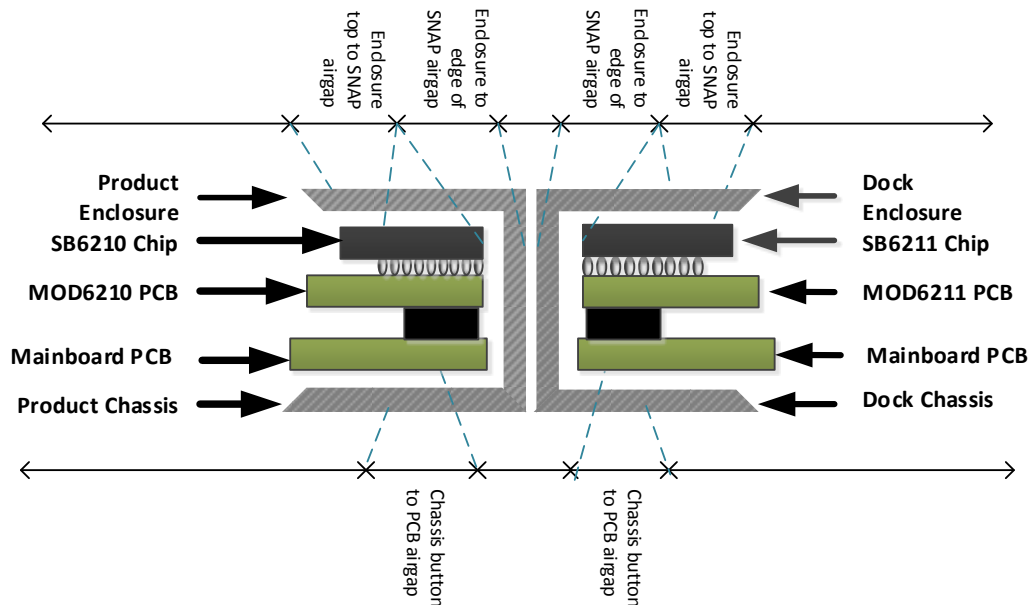 Enclosure
top to SNAP
airgap
Enclosure to
edge of
SNAP airgap
Enclosure to
edge of
SNAP airgap
Enclosure
top to SNAP
airgap
Product
Enclosure
SB6210 Chip
MOD6210 PCB
Mainboard PCB
Product Chassis
Dock
Enclosure
SB6211 Chip
MOD6211 PCB
Mainboard PCB
Dock Chassis
Chassis button
to PCB airgap
Chassis button
to PCB airgap